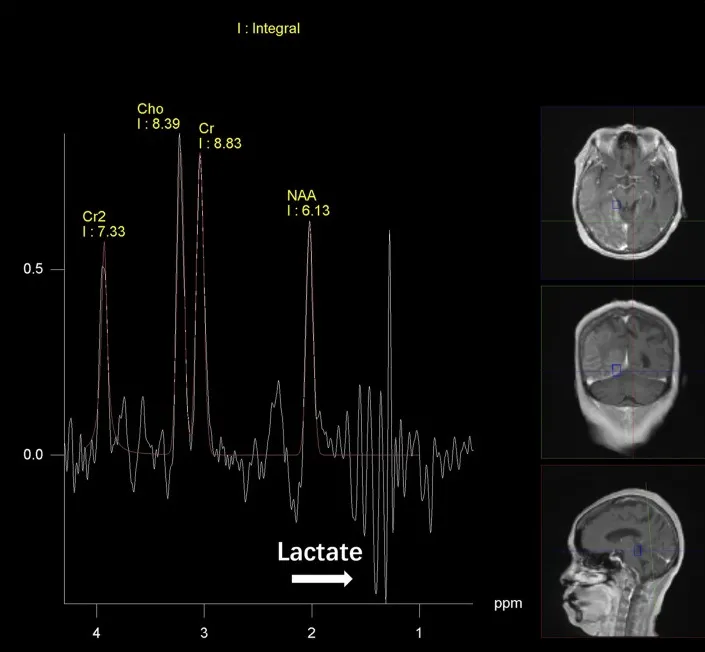 I : Integral
Cho
I : 8.39
Cr
I : 8.83
NAA
I : 6.13
Cr2
I : 7.33
0.5
0.0
Lactate
ppm
4
3
2
1